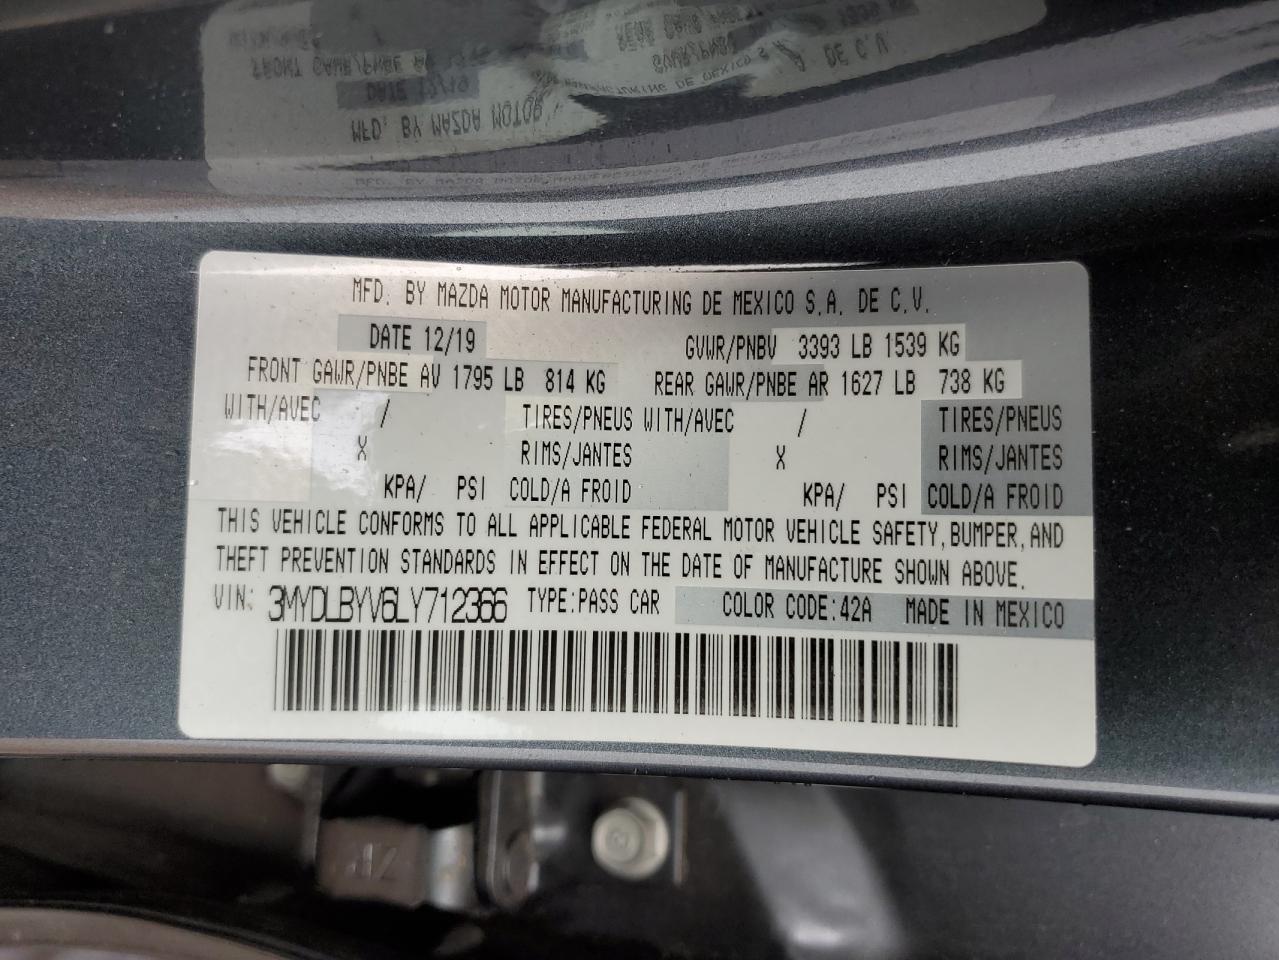 MFD. BY MAZDA MOTOR MANUFACTURING DE MEXICO S.A. DE C.V.
DATE 12/19 GVWR/PNBV 3393 LB 1539 KG
FRONT GAWR/PNBE AV 1795 LB 814 KG REAR GAWR/PNBE AR 1627 LB 738 KG
WITH/AVEC / TIRES/PNEUS WITH/AVEC / TIRES/PNEUS
X RIMS/JANTES X RIMS/JANTES
KPA/ PSI COLD/A FROID KPA/ PSI COLD/A FROID
THIS VEHICLE CONFORMS TO ALL APPLICABLE FEDERAL MOTOR VEHICLE SAFETY, BUMPER, AND
THEFT PREVENTION STANDARDS IN EFFECT ON THE DATE OF MANUFACTURE SHOWN ABOVE.
VIN: 3MYDLBYV6LY712366 TYPE:PASS CAR COLOR CODE:42A MADE IN MEXICO